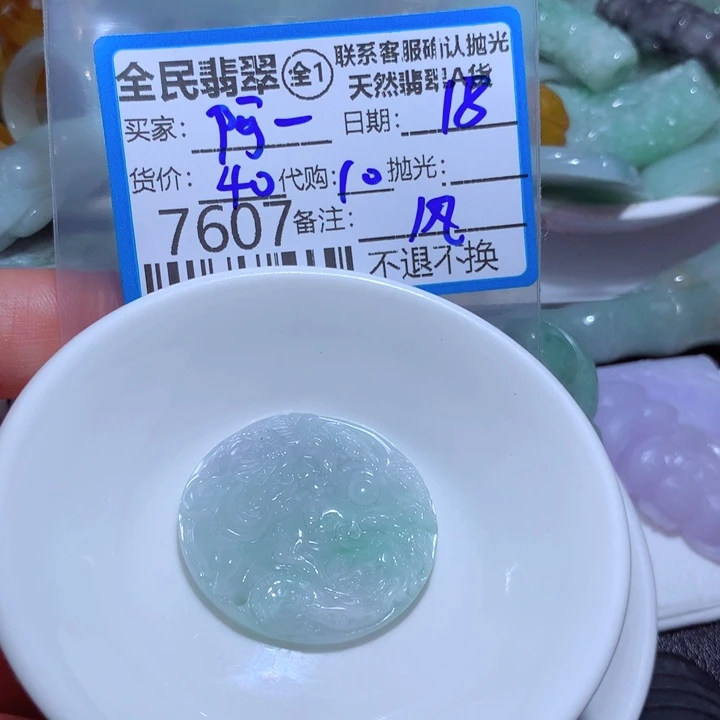 全民翡翠 全1 联系客服确认抛光
天然翡翠A货
买家: 阿一 日期: 18
货价: 40 代购: 10 抛光:
7607 备注: 风
不退不换